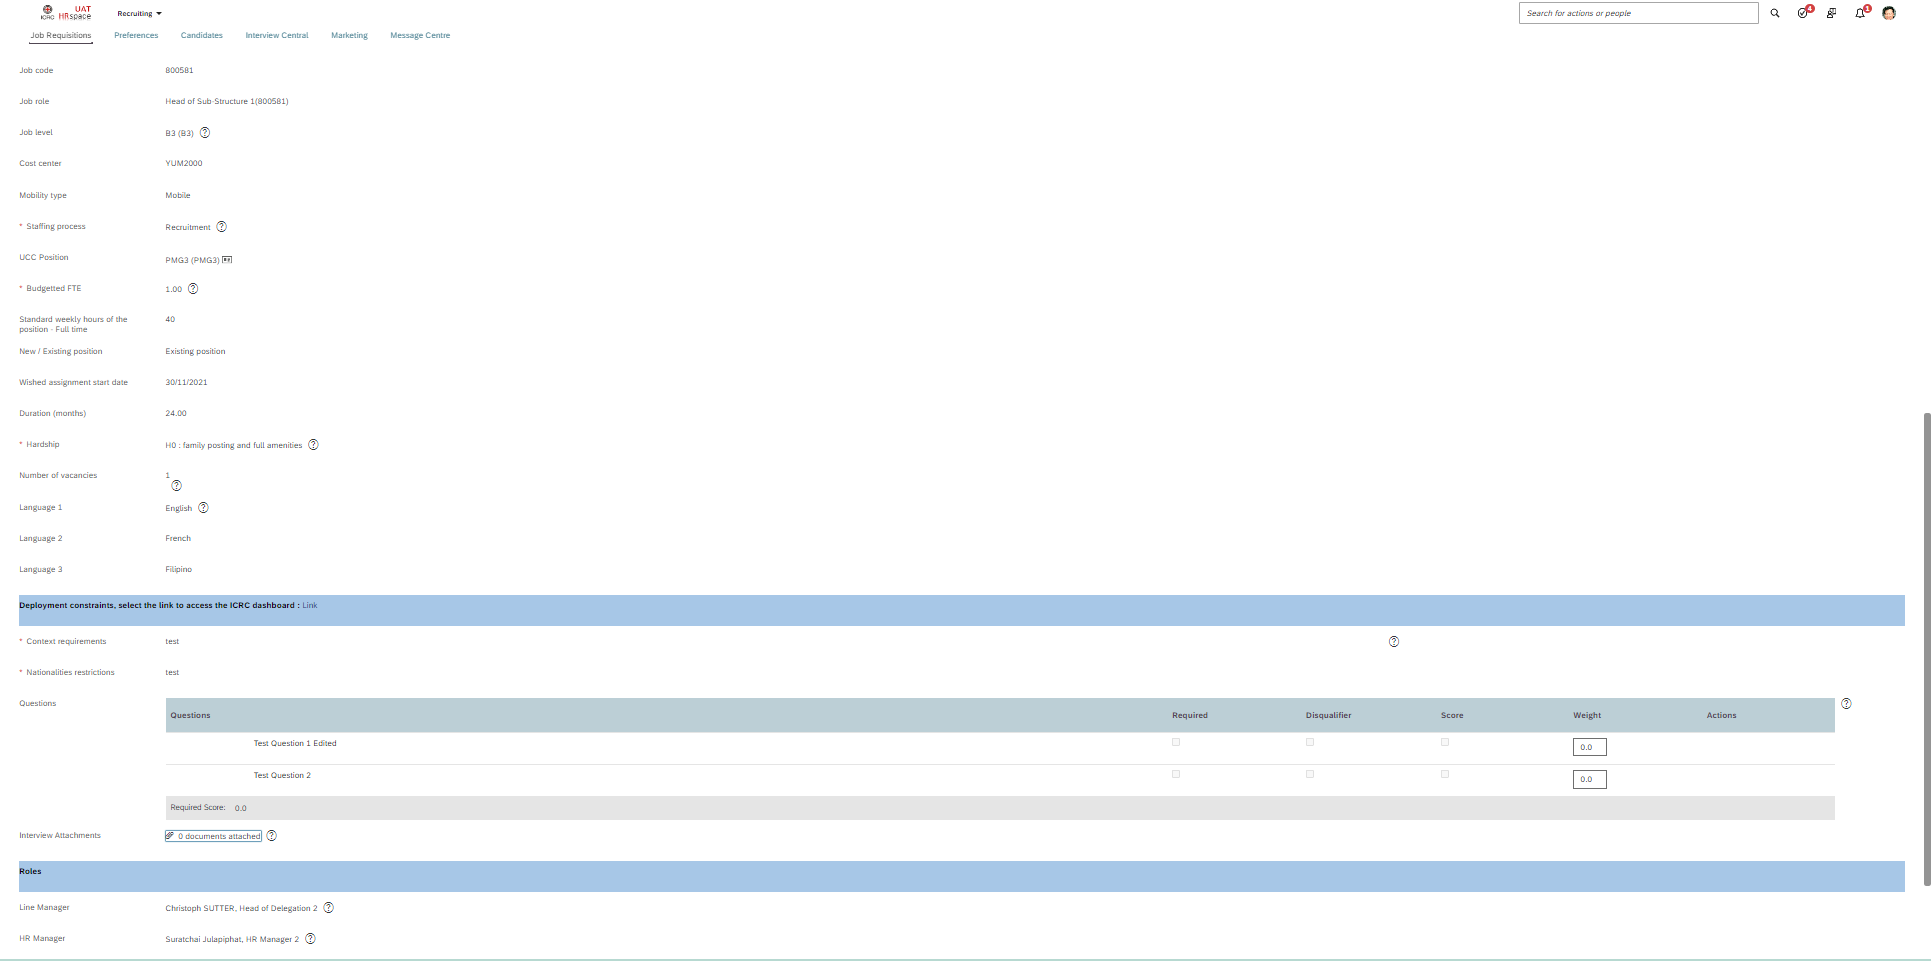 ICRC
UAT
HRspace
Recruiting
Search for actions or people
4
1
Job Requisitions
Preferences
Candidates
Interview Central
Marketing
Message Centre
Job code
800581
Job role
Head of Sub-Structure 1(800581)
Job level
B3 (B3)
Cost center
YUM2000
Mobility type
Mobile
* Staffing process
Recruitment
UCC Position
PMG3 (PMG3)
* Budgetted FTE
1.00
Standard weekly hours of the
position - Full time
40
New / Existing position
Existing position
Wished assignment start date
30/11/2021
Duration (months)
24.00
* Hardship
H0 : family posting and full amenities
Number of vacancies
1
Language 1
English
Language 2
French
Language 3
Filipino
Deployment constraints, select the link to access the ICRC dashboard : Link
* Context requirements
test
* Nationalities restrictions
test
Questions
Questions
Required
Disqualifier
Score
Weight
Actions
Test Question 1 Edited
0.0
Test Question 2
0.0
Required Score: 0.0
Interview Attachments
0 documents attached
Roles
Line Manager
Christoph SUTTER, Head of Delegation 2
HR Manager
Suratchai Julapiphat, HR Manager 2